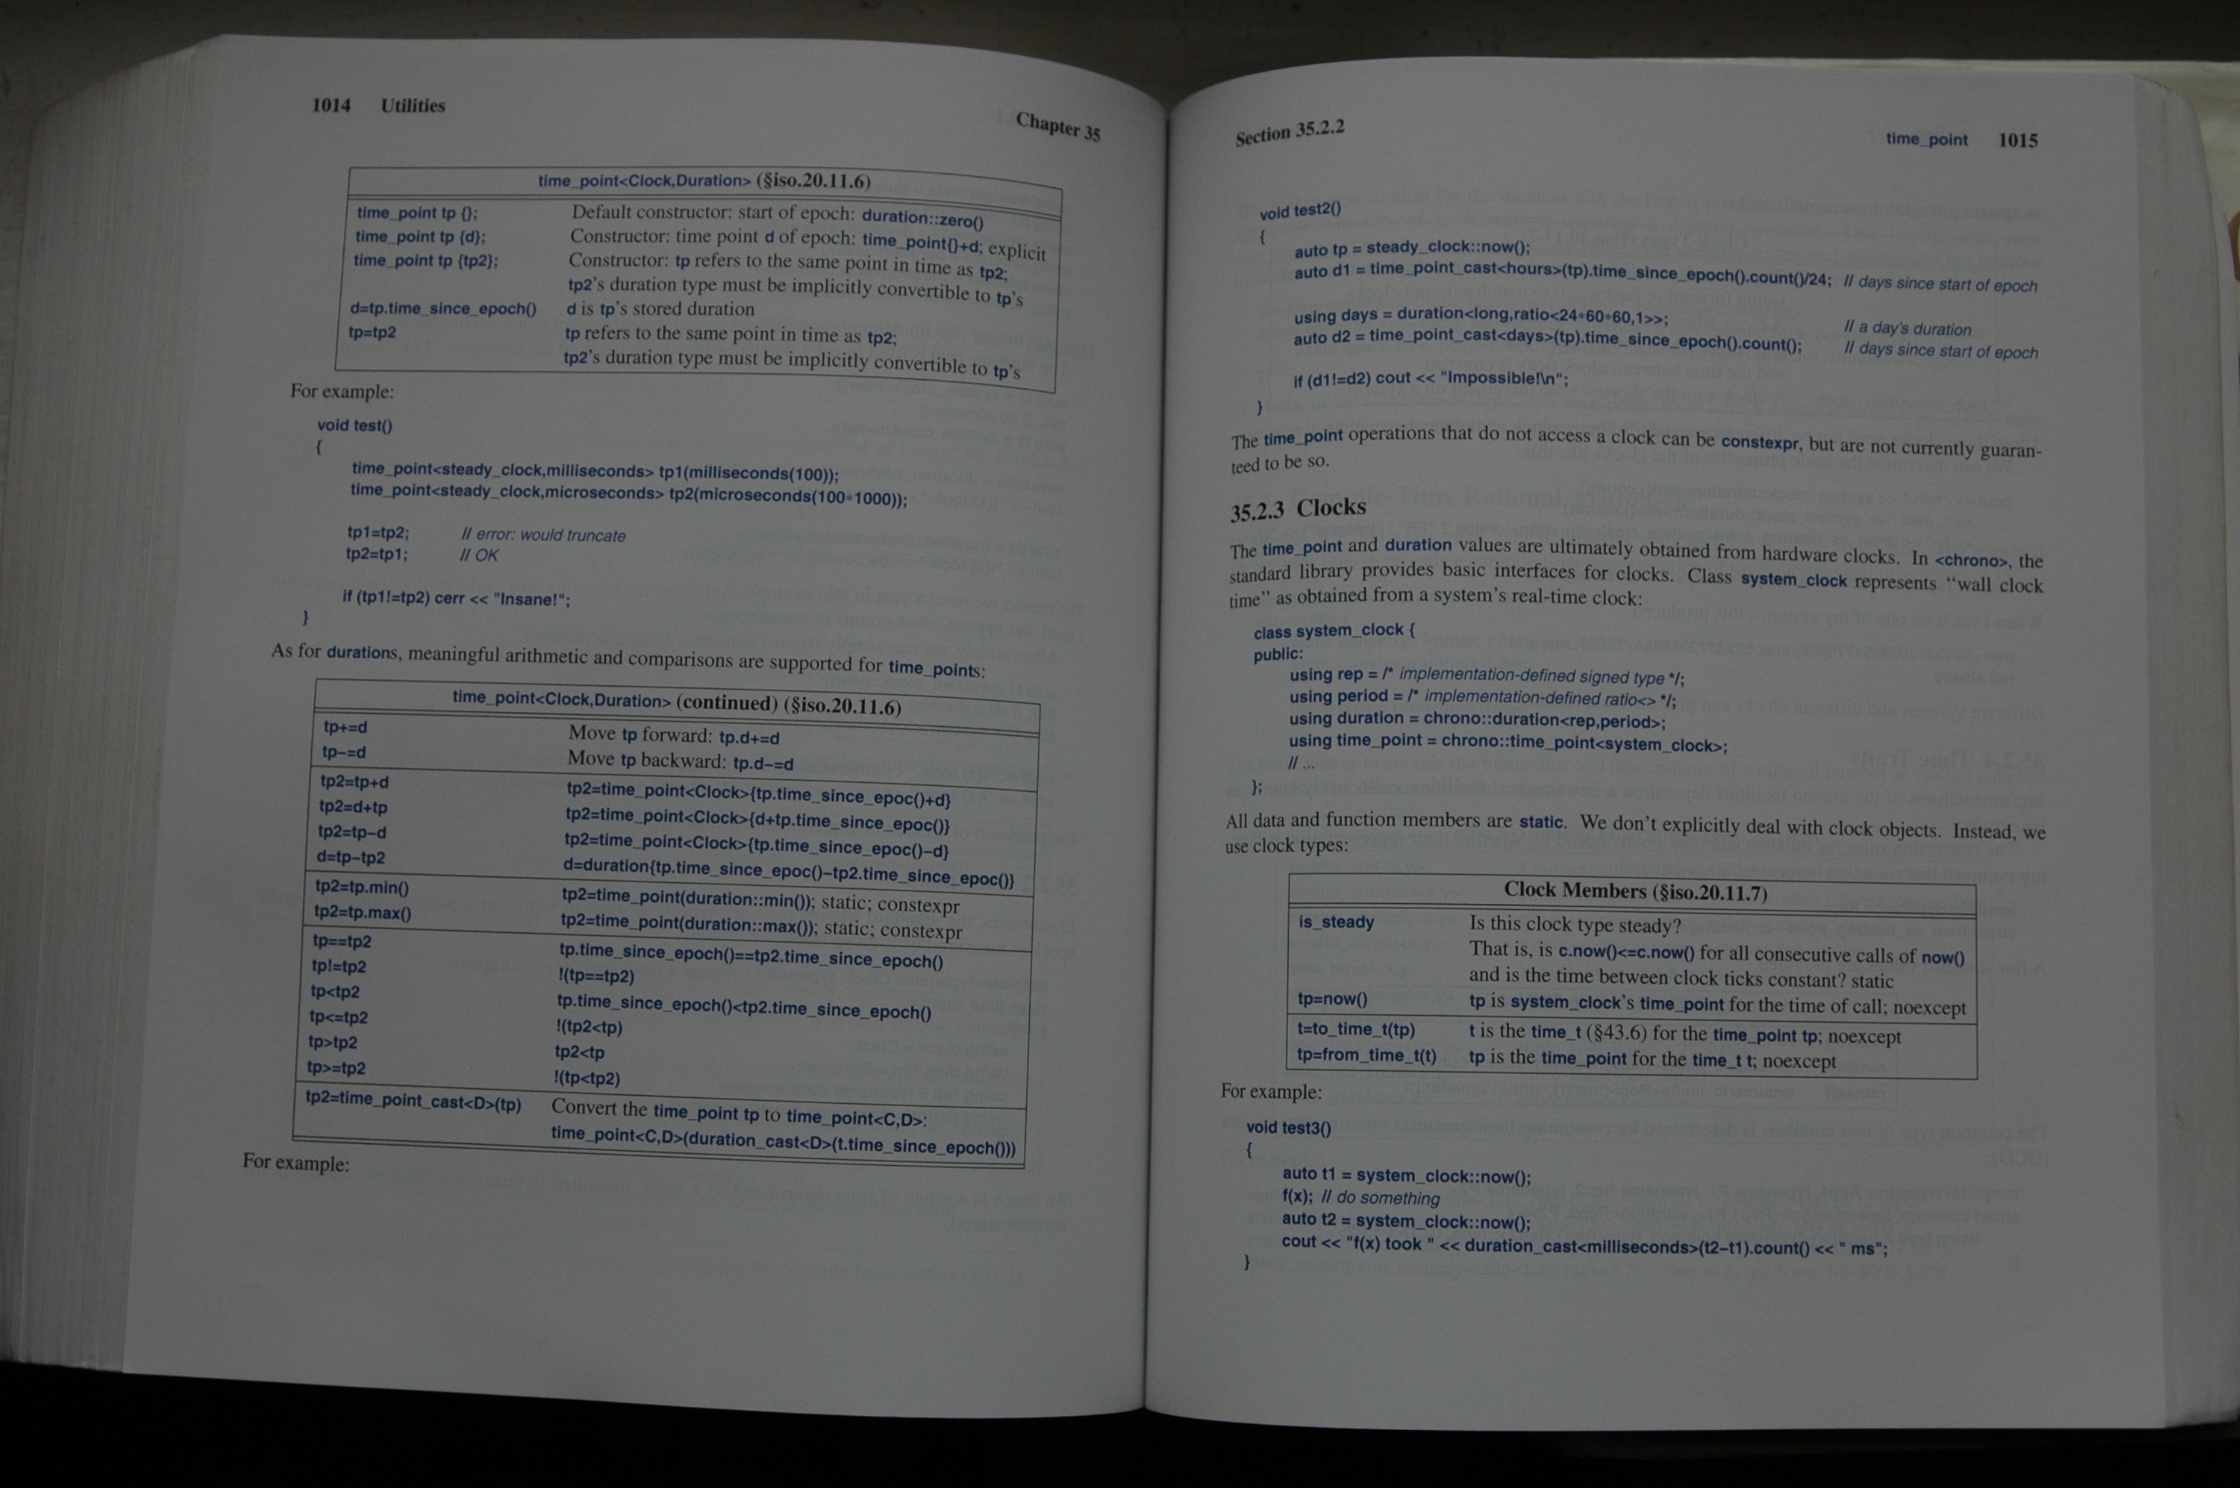 1014 Utilities
Chapter 35
time_point<Clock,Duration> (§iso.20.11.6)
time_point tp {}; Default constructor: start of epoch: duration::zero()
time_point tp {d}; Constructor: time point d of epoch: time_point{}+d; explicit
time_point tp {tp2}; Constructor: tp refers to the same point in time as tp2;
tp2's duration type must be implicitly convertible to tp's
d=tp.time_since_epoch() d is tp's stored duration
tp=tp2 tp refers to the same point in time as tp2;
tp2's duration type must be implicitly convertible to tp's
For example:
void test()
{
time_point<steady_clock,milliseconds> tp1(milliseconds(100));
time_point<steady_clock,microseconds> tp2(microseconds(100*1000));
tp1=tp2; // error: would truncate
tp2=tp1; // OK
if (tp1!=tp2) cerr << "Insane!";
}
As for durations, meaningful arithmetic and comparisons are supported for time_points:
time_point<Clock,Duration> (continued) (§iso.20.11.6)
tp+=d Move tp forward: tp.d+=d
tp-=d Move tp backward: tp.d-=d
tp2=tp+d tp2=time_point<Clock>{tp.time_since_epoc()+d}
tp2=d+tp tp2=time_point<Clock>{d+tp.time_since_epoc()}
tp2=tp-d tp2=time_point<Clock>{tp.time_since_epoc()-d}
d=tp-tp2 d=duration{tp.time_since_epoc()-tp2.time_since_epoc()}
tp2=tp.min() tp2=time_point(duration::min()); static; constexpr
tp2=tp.max() tp2=time_point(duration::max()); static; constexpr
tp==tp2 tp.time_since_epoch()==tp2.time_since_epoch()
tp!=tp2 !(tp==tp2)
tp<tp2 tp.time_since_epoch()<tp2.time_since_epoch()
tp<=tp2 !(tp2<tp)
tp>tp2 tp2<tp
tp>=tp2 !(tp<tp2)
tp2=time_point_cast<D>(tp) Convert the time_point tp to time_point<C,D>:
time_point<C,D>(duration_cast<D>(t.time_since_epoch()))
For example:
Section 35.2.2
time_point 1015
void test2()
{
auto tp = steady_clock::now();
auto d1 = time_point_cast<hours>(tp).time_since_epoch().count()/24; // days since start of epoch
using days = duration<long,ratio<24*60*60,1>>; // a day's duration
auto d2 = time_point_cast<days>(tp).time_since_epoch().count(); // days since start of epoch
if (d1!=d2) cout << "Impossible!\n";
}
The time_point operations that do not access a clock can be constexpr, but are not currently guaran-
teed to be so.
35.2.3 Clocks
The time_point and duration values are ultimately obtained from hardware clocks. In <chrono>, the
standard library provides basic interfaces for clocks. Class system_clock represents "wall clock
time" as obtained from a system's real-time clock:
class system_clock {
public:
using rep = /* implementation-defined signed type */;
using period = /* implementation-defined ratio<> */;
using duration = chrono::duration<rep,period>;
using time_point = chrono::time_point<system_clock>;
// ...
};
All data and function members are static. We don't explicitly deal with clock objects. Instead, we
use clock types:
Clock Members (§iso.20.11.7)
is_steady Is this clock type steady?
That is, is c.now()<=c.now() for all consecutive calls of now()
and is the time between clock ticks constant? static
tp=now() tp is system_clock's time_point for the time of call; noexcept
t=to_time_t(tp) t is the time_t (§43.6) for the time_point tp; noexcept
tp=from_time_t(t) tp is the time_point for the time_t t; noexcept
For example:
void test3()
{
auto t1 = system_clock::now();
f(x); // do something
auto t2 = system_clock::now();
cout << "f(x) took " << duration_cast<milliseconds>(t2-t1).count() << " ms";
}